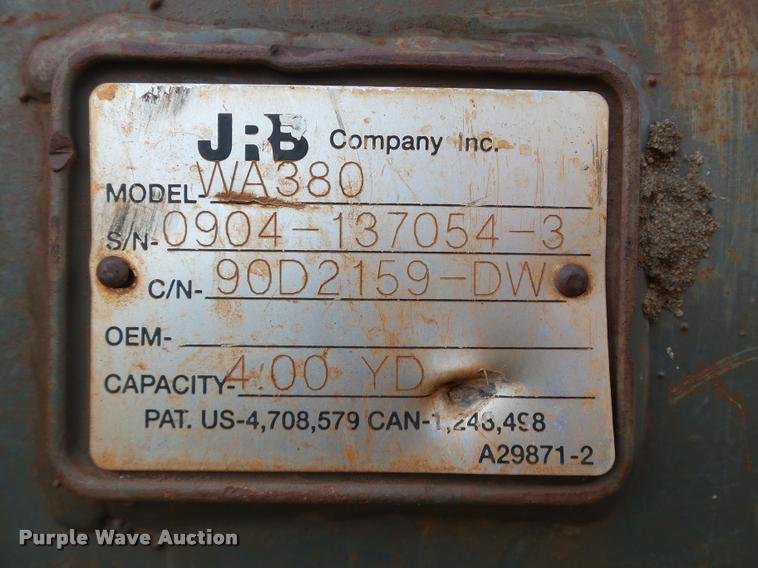 JRB Company Inc.
MODEL- WA380
S/N- 0904-137054-3
C/N- 90D2159-DW
OEM-
CAPACITY- 4.00 YD
PAT. US-4,708,579 CAN-1,243,498
A29871-2
Purple Wave Auction